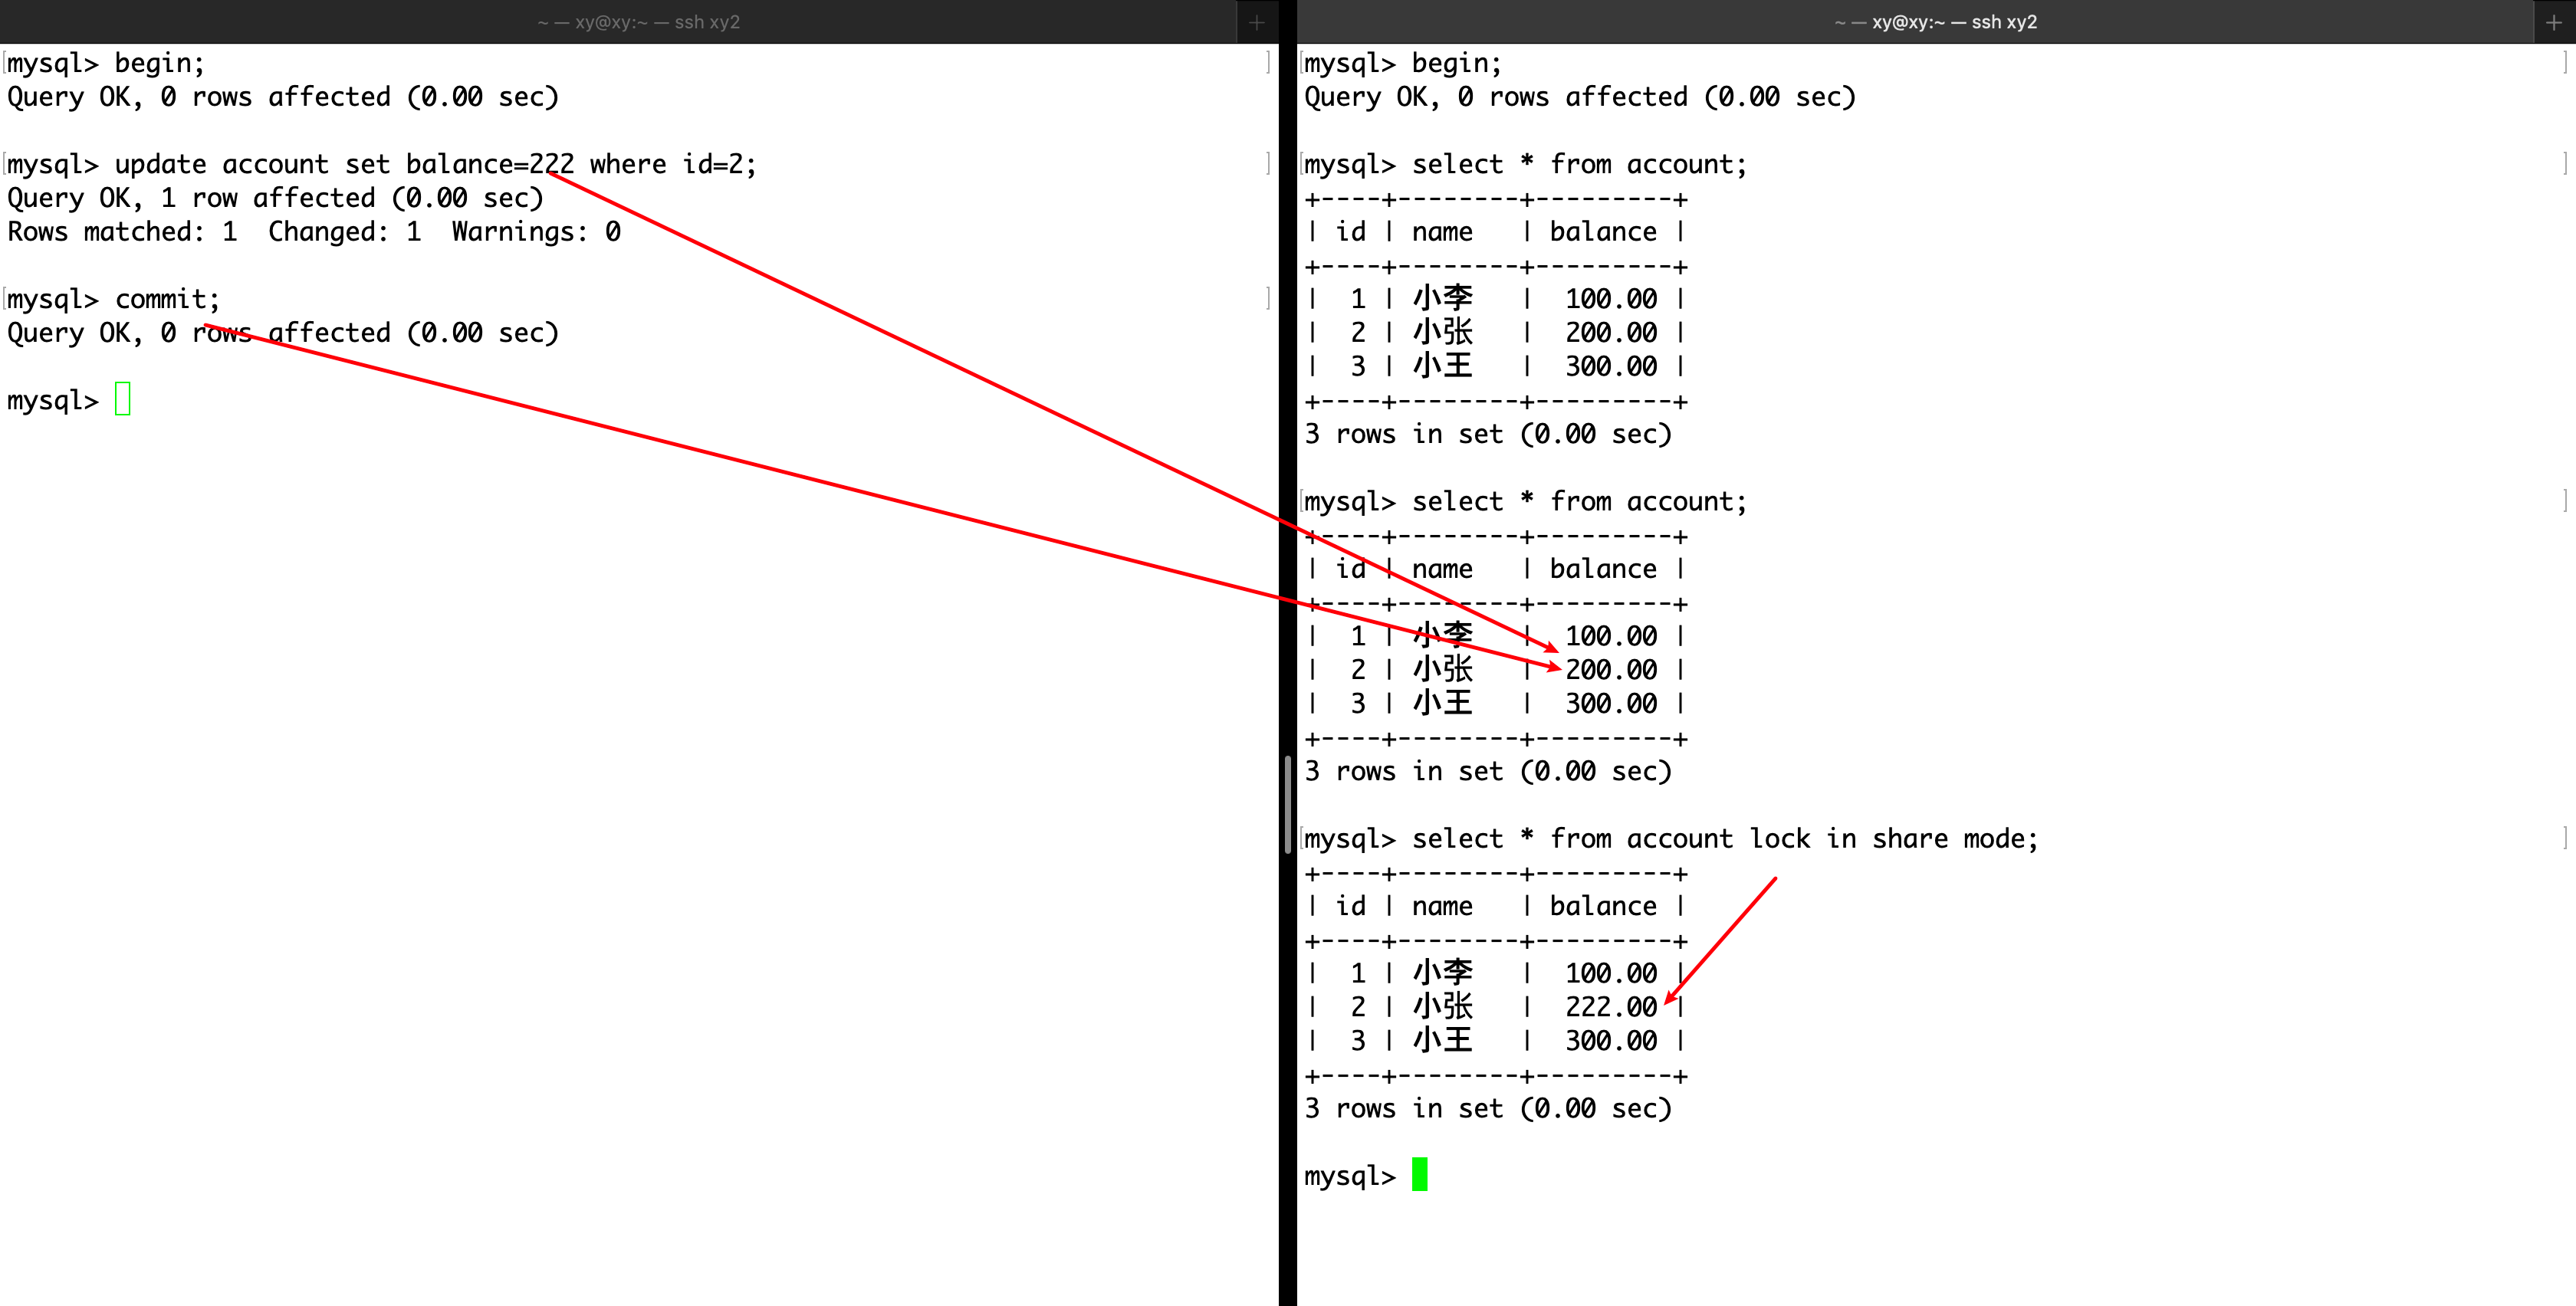 ~ — xy@xy:~ — ssh xy2
mysql> begin;
Query OK, 0 rows affected (0.00 sec)
mysql> update account set balance=222 where id=2;
Query OK, 1 row affected (0.00 sec)
Rows matched: 1  Changed: 1  Warnings: 0
mysql> commit;
Query OK, 0 rows affected (0.00 sec)
mysql>
~ — xy@xy:~ — ssh xy2
mysql> begin;
Query OK, 0 rows affected (0.00 sec)
mysql> select * from account;
+----+--------+---------+
| id | name   | balance |
+----+--------+---------+
|  1 | 小李   |  100.00 |
|  2 | 小张   |  200.00 |
|  3 | 小王   |  300.00 |
+----+--------+---------+
3 rows in set (0.00 sec)
mysql> select * from account;
+----+--------+---------+
| id | name   | balance |
+----+--------+---------+
|  1 | 小李   |  100.00 |
|  2 | 小张   |  200.00 |
|  3 | 小王   |  300.00 |
+----+--------+---------+
3 rows in set (0.00 sec)
mysql> select * from account lock in share mode;
+----+--------+---------+
| id | name   | balance |
+----+--------+---------+
|  1 | 小李   |  100.00 |
|  2 | 小张   |  222.00 |
|  3 | 小王   |  300.00 |
+----+--------+---------+
3 rows in set (0.00 sec)
mysql>